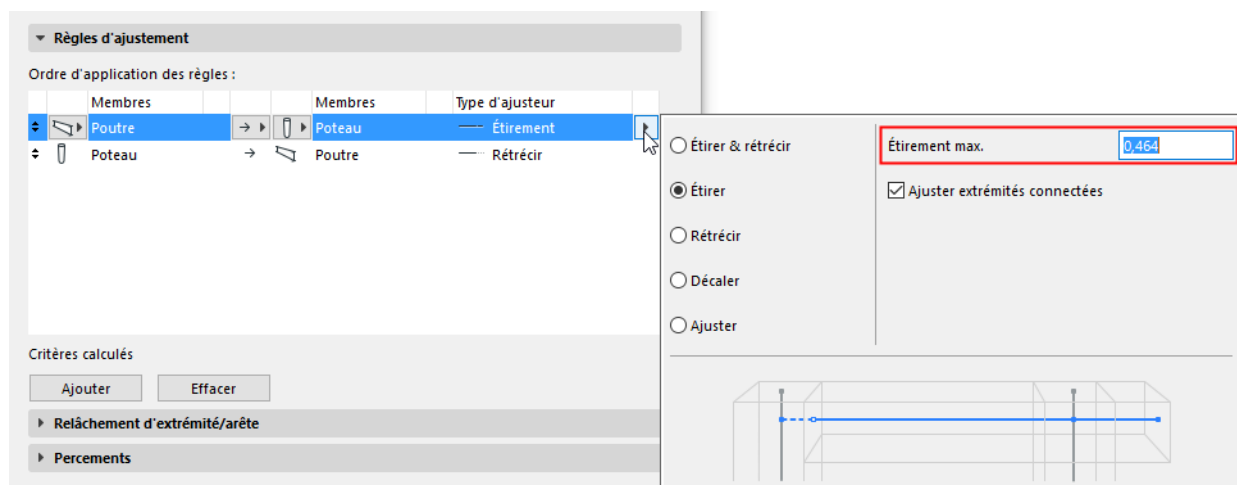 Règles d'ajustement
Ordre d'application des règles :
Membres Membres Type d'ajusteur
Poutre → Poteau Étirement
Poteau → Poutre Rétrécir
Critères calculés
Ajouter Effacer
Relâchement d'extrémité/arête
Percements
Étirer & rétrécir
Étirer
Rétrécir
Décaler
Ajuster
Étirement max. 0,464
Ajuster extrémités connectées